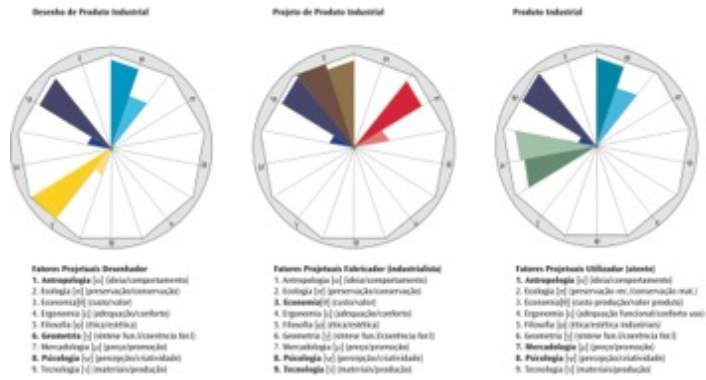 Desenho de Produto Industrial
Projeto de Produto Industrial
Produto Industrial
Fatores Projetuais Desenhador
1. Antropologia (ideia/comportamento)
2. Ecologia (preservação/conservação)
3. Economia (custo/valor)
4. Ergonomia (adequação/conforto)
5. Filosofia (ética/estética)
6. Geometria (síntese fun./coerência for.)
7. Mercadologia (preço/promoção)
8. Psicologia (percepção/criatividade)
9. Tecnologia (materiais/produção)
Fatores Projetuais Fabricador (industrialista)
1. Antropologia (ideia/comportamento)
2. Ecologia (preservação/conservação)
3. Economia (custo/valor)
4. Ergonomia (adequação/conforto)
5. Filosofia (ética/estética)
6. Geometria (síntese fun./coerência for.)
7. Mercadologia (preço/promoção)
8. Psicologia (percepção/criatividade)
9. Tecnologia (materiais/produção)
Fatores Projetuais Utilizador (utente)
1. Antropologia (ideia/comportamento)
2. Ecologia (preservação rec./conservação mat.)
3. Economia (custo produção/valor produto)
4. Ergonomia (adequação funcional/conforto uso)
5. Filosofia (ética/estética industriais)
6. Geometria (síntese fun./coerência for.)
7. Mercadologia (preço/promoção)
8. Psicologia (percepção/criatividade)
9. Tecnologia (materiais/produção)